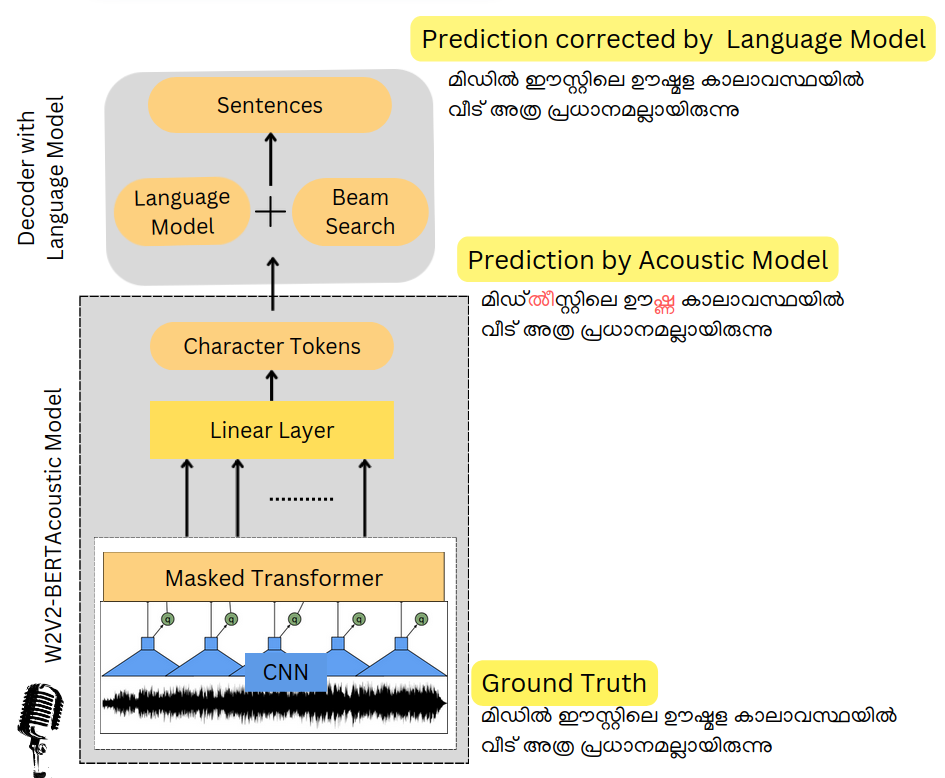 Prediction corrected by Language Model
മിഡിൽ ഈസ്റ്റിലെ ഊഷ്മള കാലാവസ്ഥയിൽ
വീട് അത്ര പ്രധാനമല്ലായിരുന്നു
Decoder with
Language Model
Sentences
Language
Model
+
Beam
Search
Prediction by Acoustic Model
മിഡ്തീസ്റ്റിലെ ഊഷ്ണ കാലാവസ്ഥയിൽ
വീട് അത്ര പ്രധാനമല്ലായിരുന്നു
W2V2-BERTAcoustic Model
Character Tokens
Linear Layer
Masked Transformer
q q q q q
CNN
Ground Truth
മിഡിൽ ഈസ്റ്റിലെ ഊഷ്മള കാലാവസ്ഥയിൽ
വീട് അത്ര പ്രധാനമല്ലായിരുന്നു